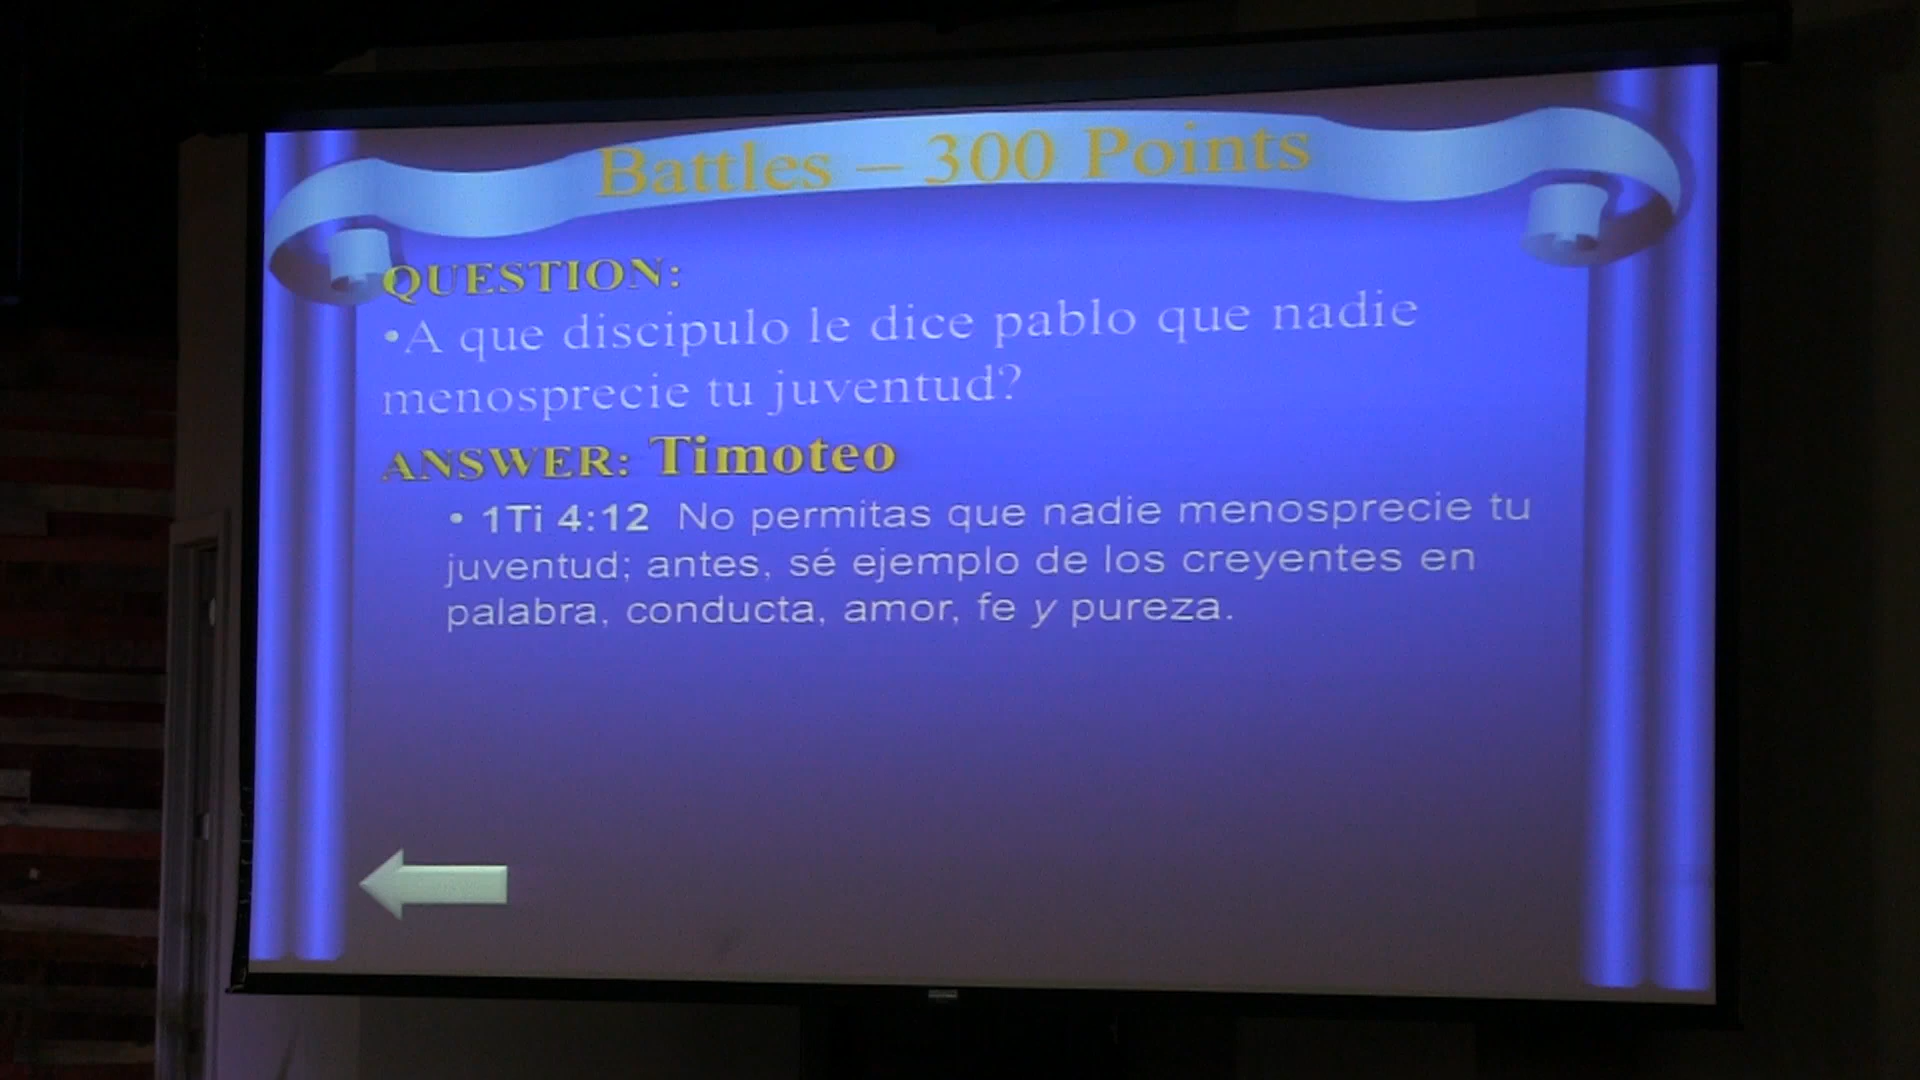 Battles – 300 Points
QUESTION:
•A que discipulo le dice pablo que nadie
menosprecie tu juventud?
ANSWER: Timoteo
• 1Ti 4:12 No permitas que nadie menosprecie tu
juventud; antes, sé ejemplo de los creyentes en
palabra, conducta, amor, fe y pureza.